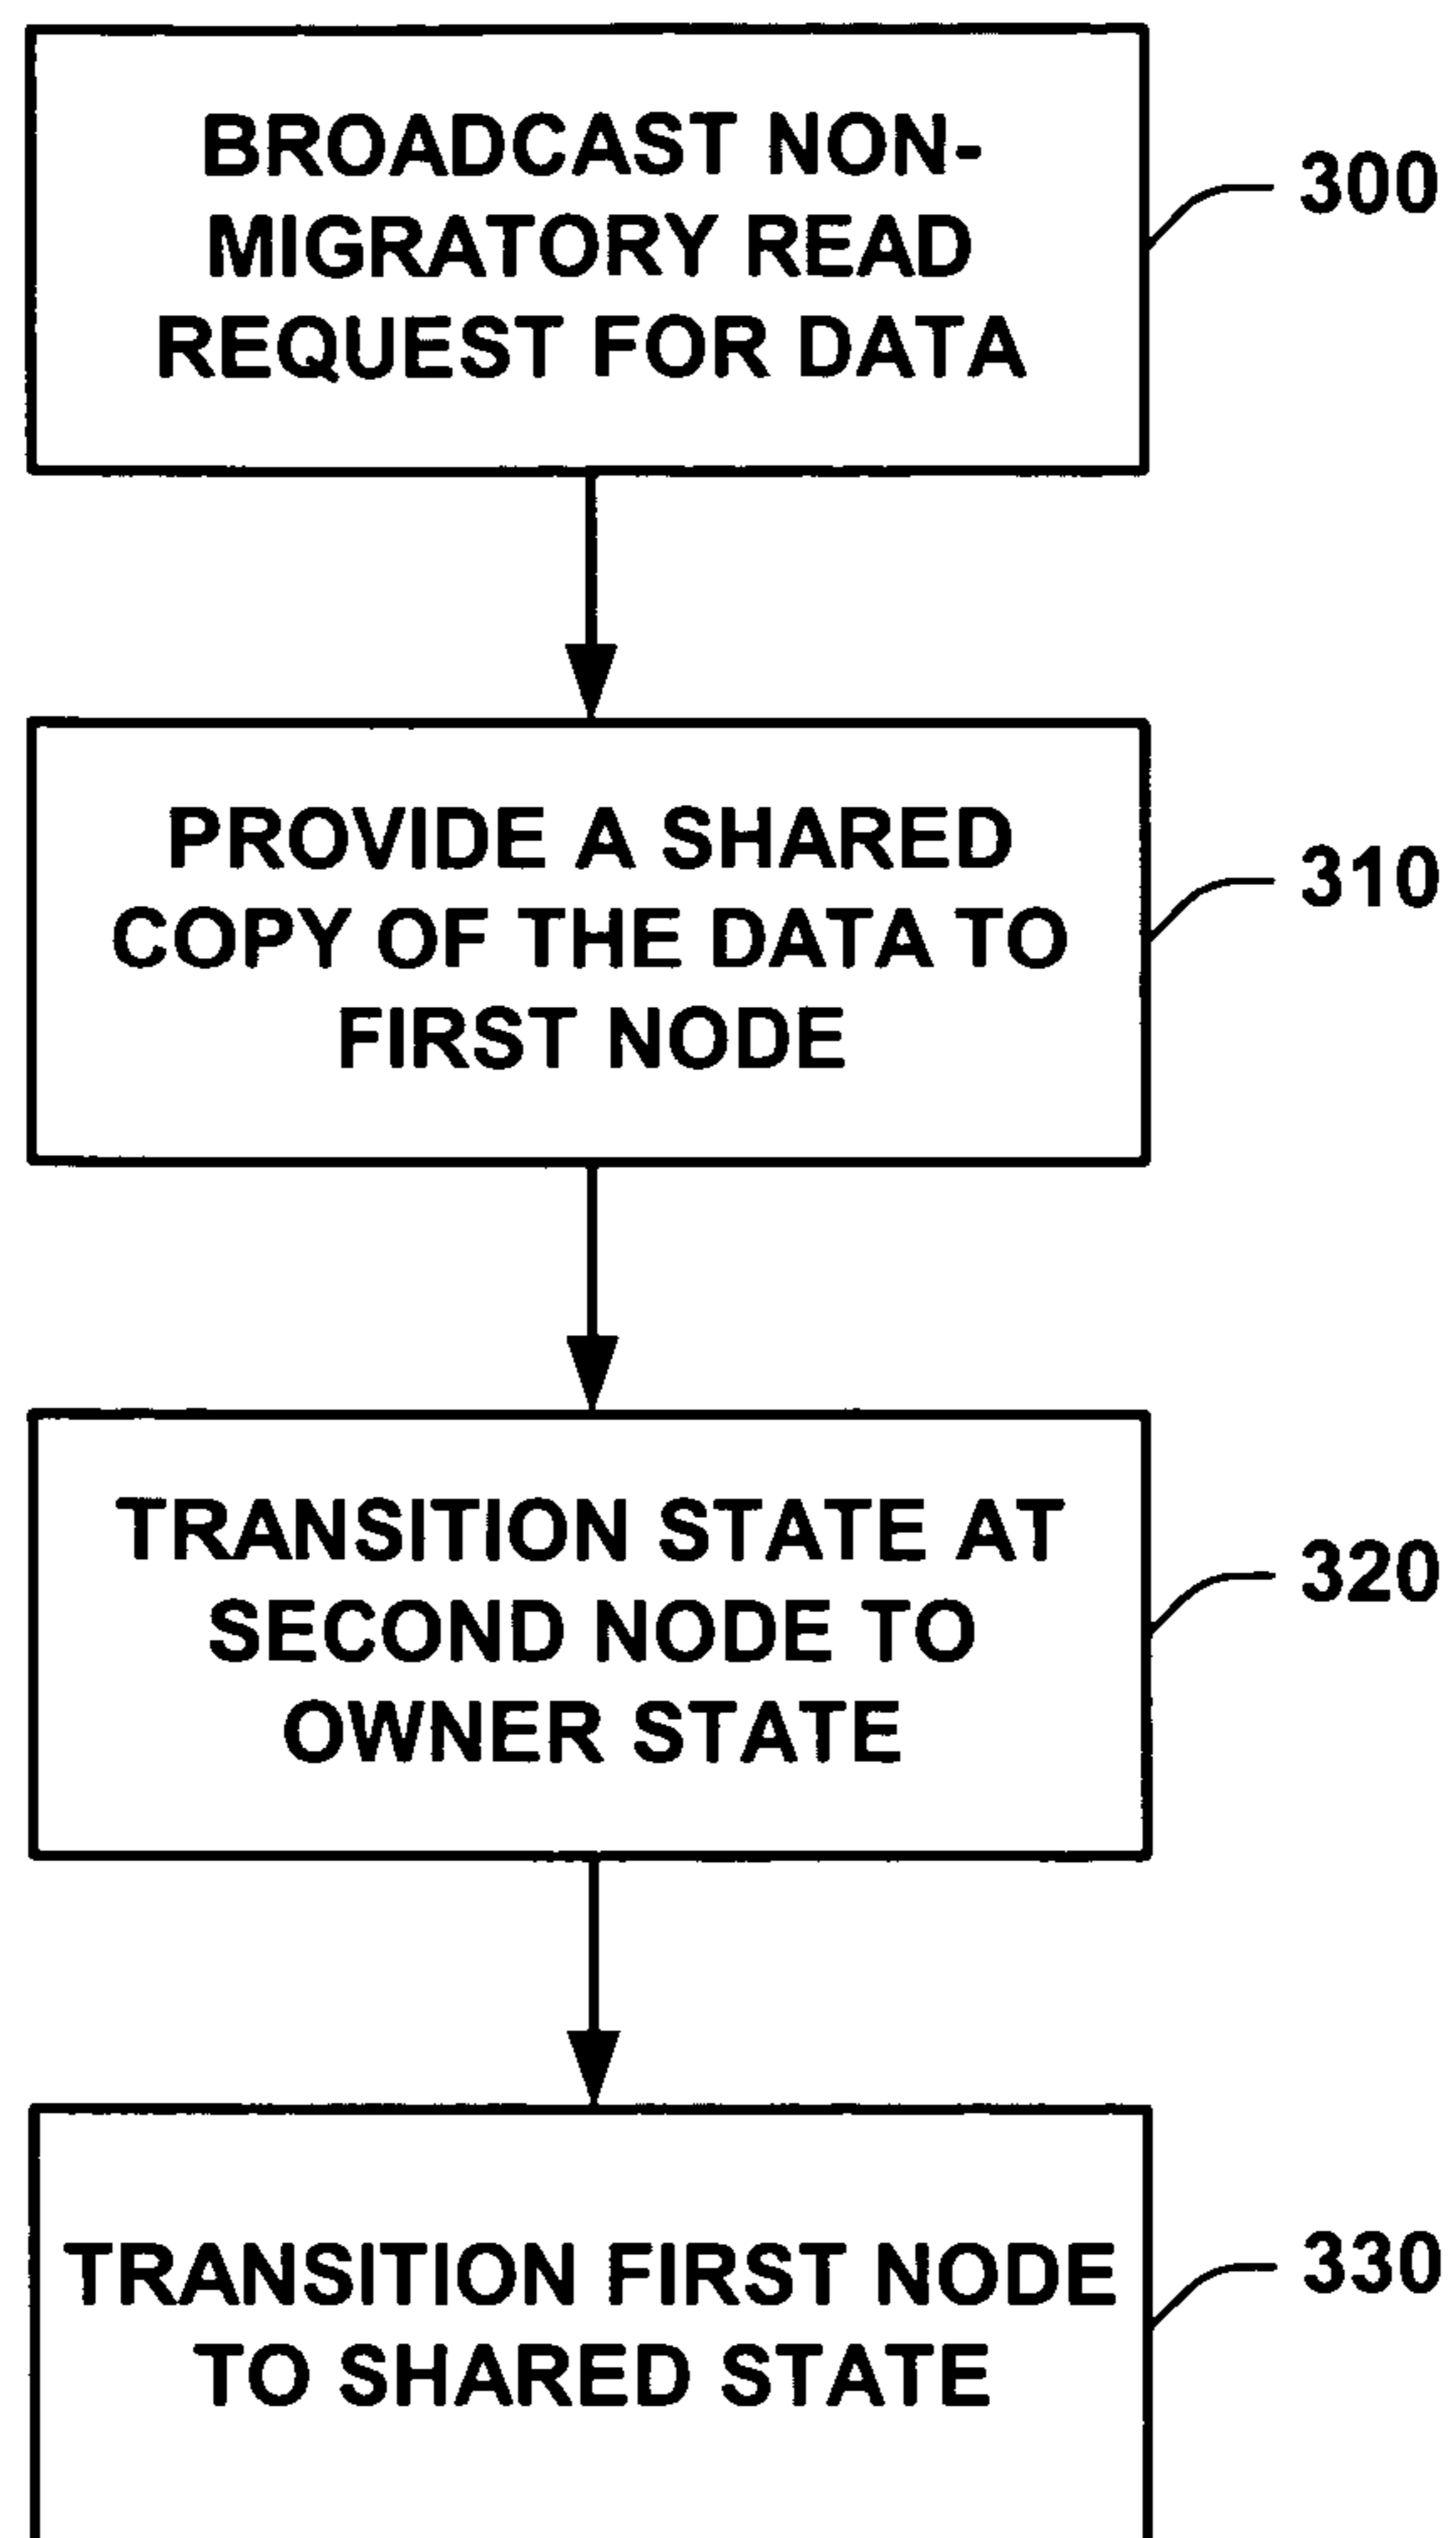 BROADCAST NON-
MIGRATORY READ
REQUEST FOR DATA
300
PROVIDE A SHARED
COPY OF THE DATA TO
FIRST NODE
310
TRANSITION STATE AT
SECOND NODE TO
OWNER STATE
320
TRANSITION FIRST NODE
TO SHARED STATE
330